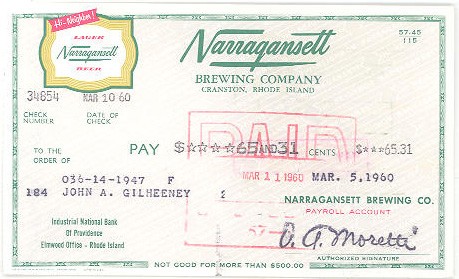 Hi-Neighbor!
LAGER
Narragansett
BEER
Narragansett
BREWING COMPANY
CRANSTON, RHODE ISLAND
57-45
115
34854 MAR 10 60
CHECK NUMBER DATE OF CHECK
PAID
TO THE ORDER OF PAY $****65 AND 31 CENTS $***65.31
MAR 11 1960 MAR. 5, 1960
036-14-1947 F
184 JOHN A. GILHEENEY 2
NARRAGANSETT BREWING CO.
PAYROLL ACCOUNT
Industrial National Bank
Of Providence
Elmwood Office - Rhode Island
57-
O. A. Moretti
AUTHORIZED SIGNATURE
NOT GOOD FOR MORE THAN $500.00